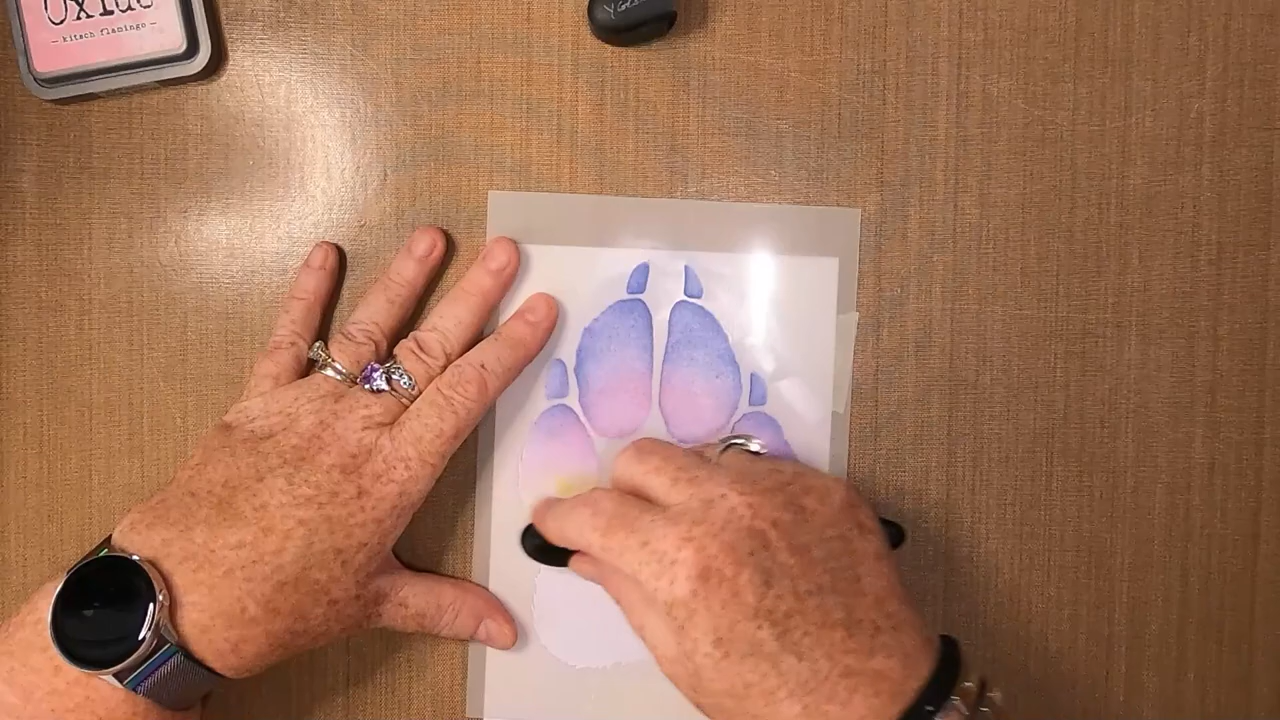 Oxide
— kitsch flamingo —